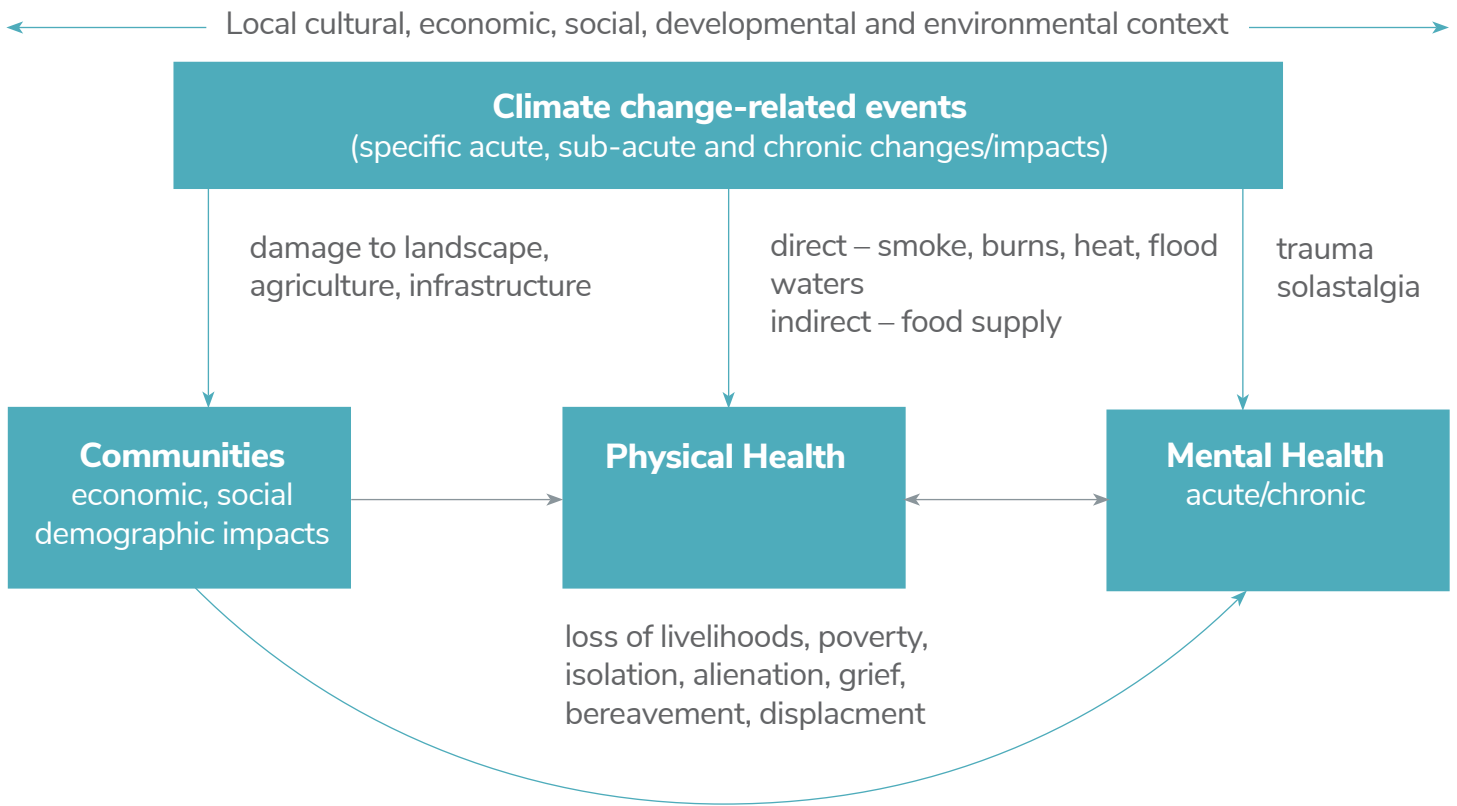 Local cultural, economic, social, developmental and environmental context
Climate change-related events
(specific acute, sub-acute and chronic changes/impacts)
damage to landscape,
agriculture, infrastructure
direct – smoke, burns, heat, flood
waters
indirect – food supply
trauma
solastalgia
Communities
economic, social
demographic impacts
Physical Health
Mental Health
acute/chronic
loss of livelihoods, poverty,
isolation, alienation, grief,
bereavement, displacment